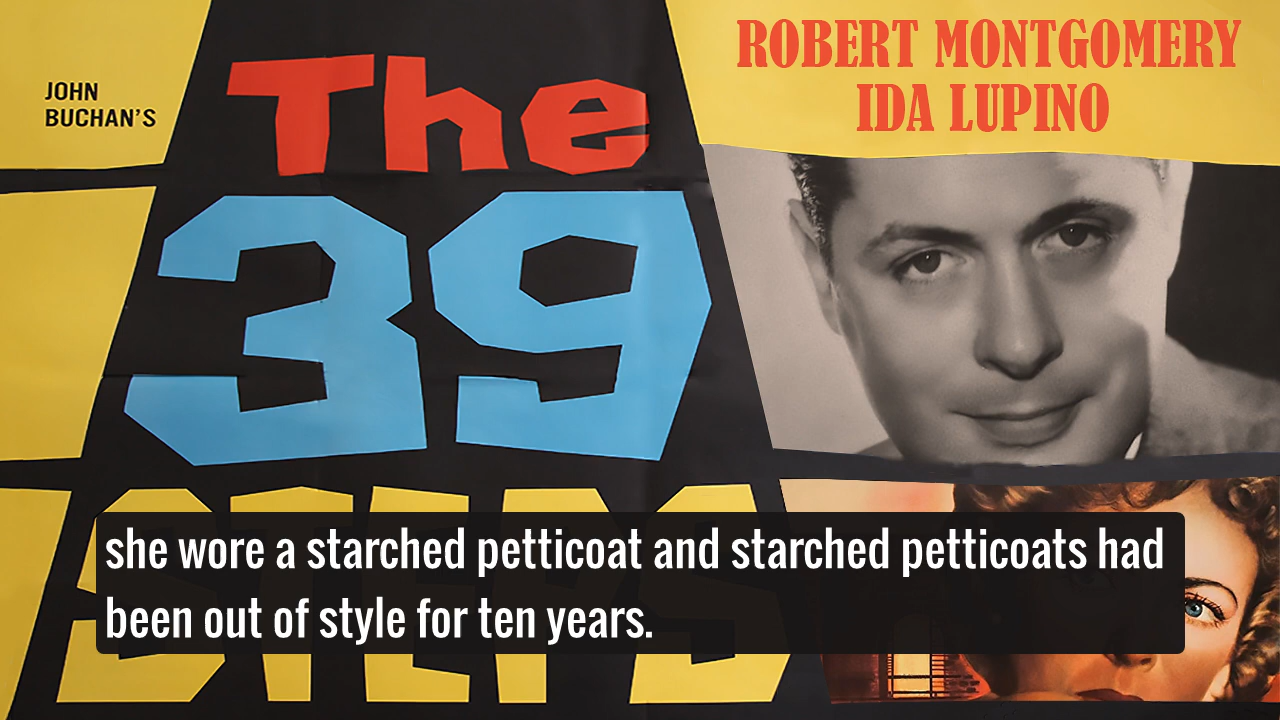 JOHN
BUCHAN'S
The
39
STEPS
ROBERT MONTGOMERY
IDA LUPINO
she wore a starched petticoat and starched petticoats had
been out of style for ten years.